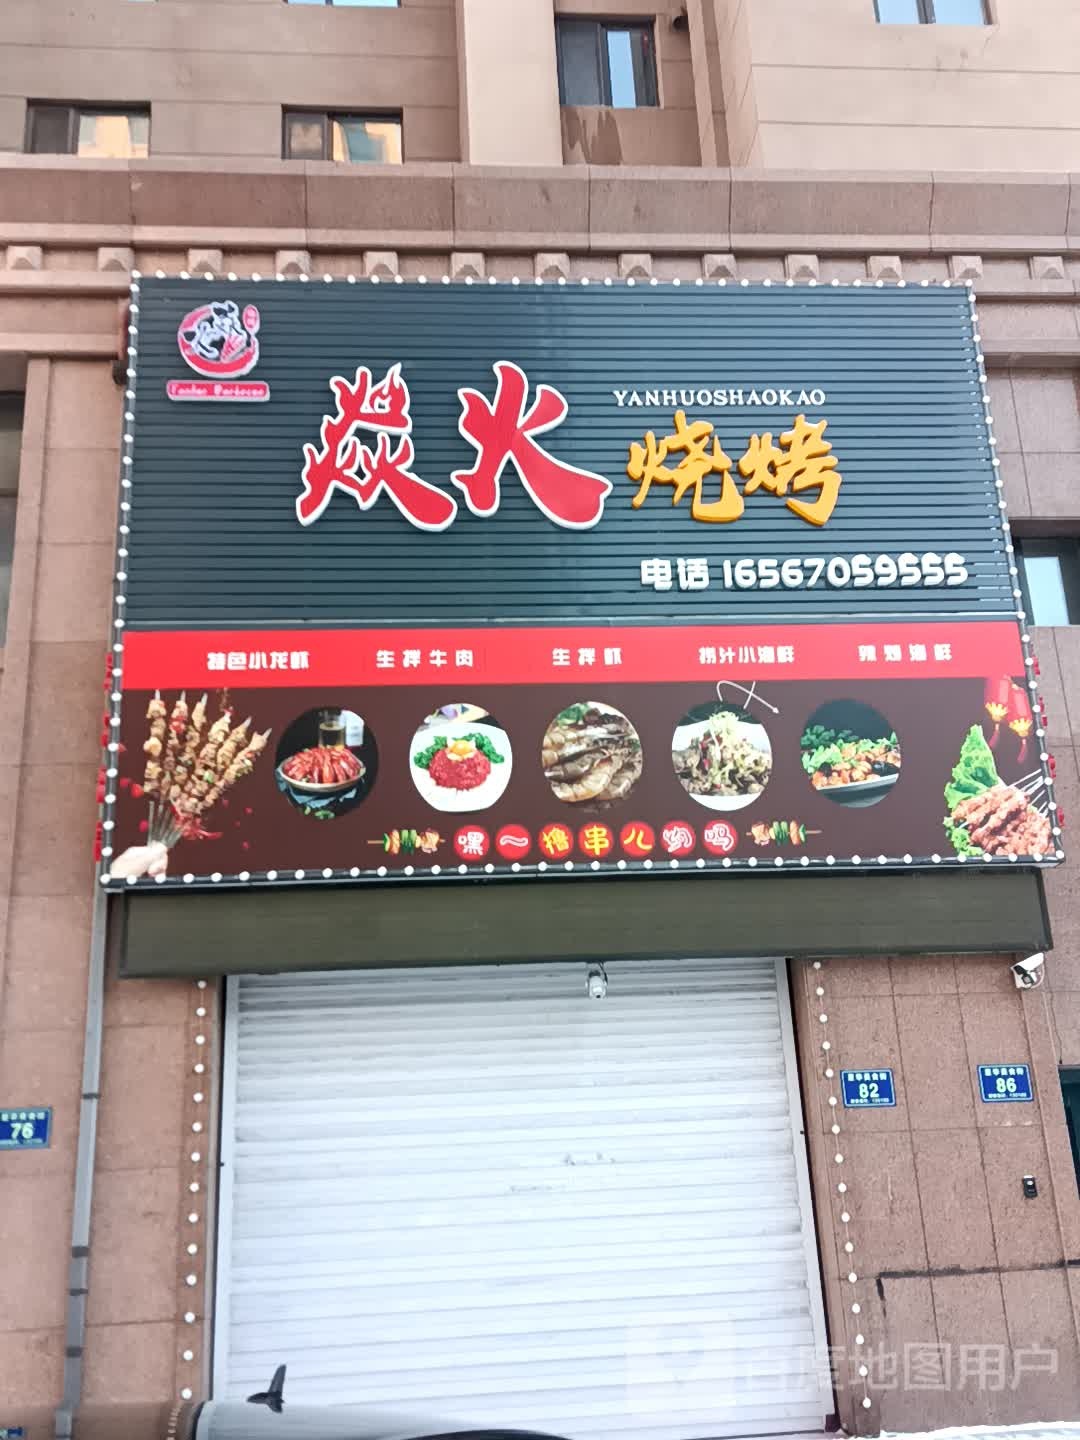 Yanhuo Barbecue
焱火
YANHUOSHAOKAO
烧烤
电话 16567059555
特色小龙虾 生拌牛肉 生拌虾 捞汁小海鲜 辣炒海鲜
嘿~撸串儿约吗
82
86
76
百度地图用户